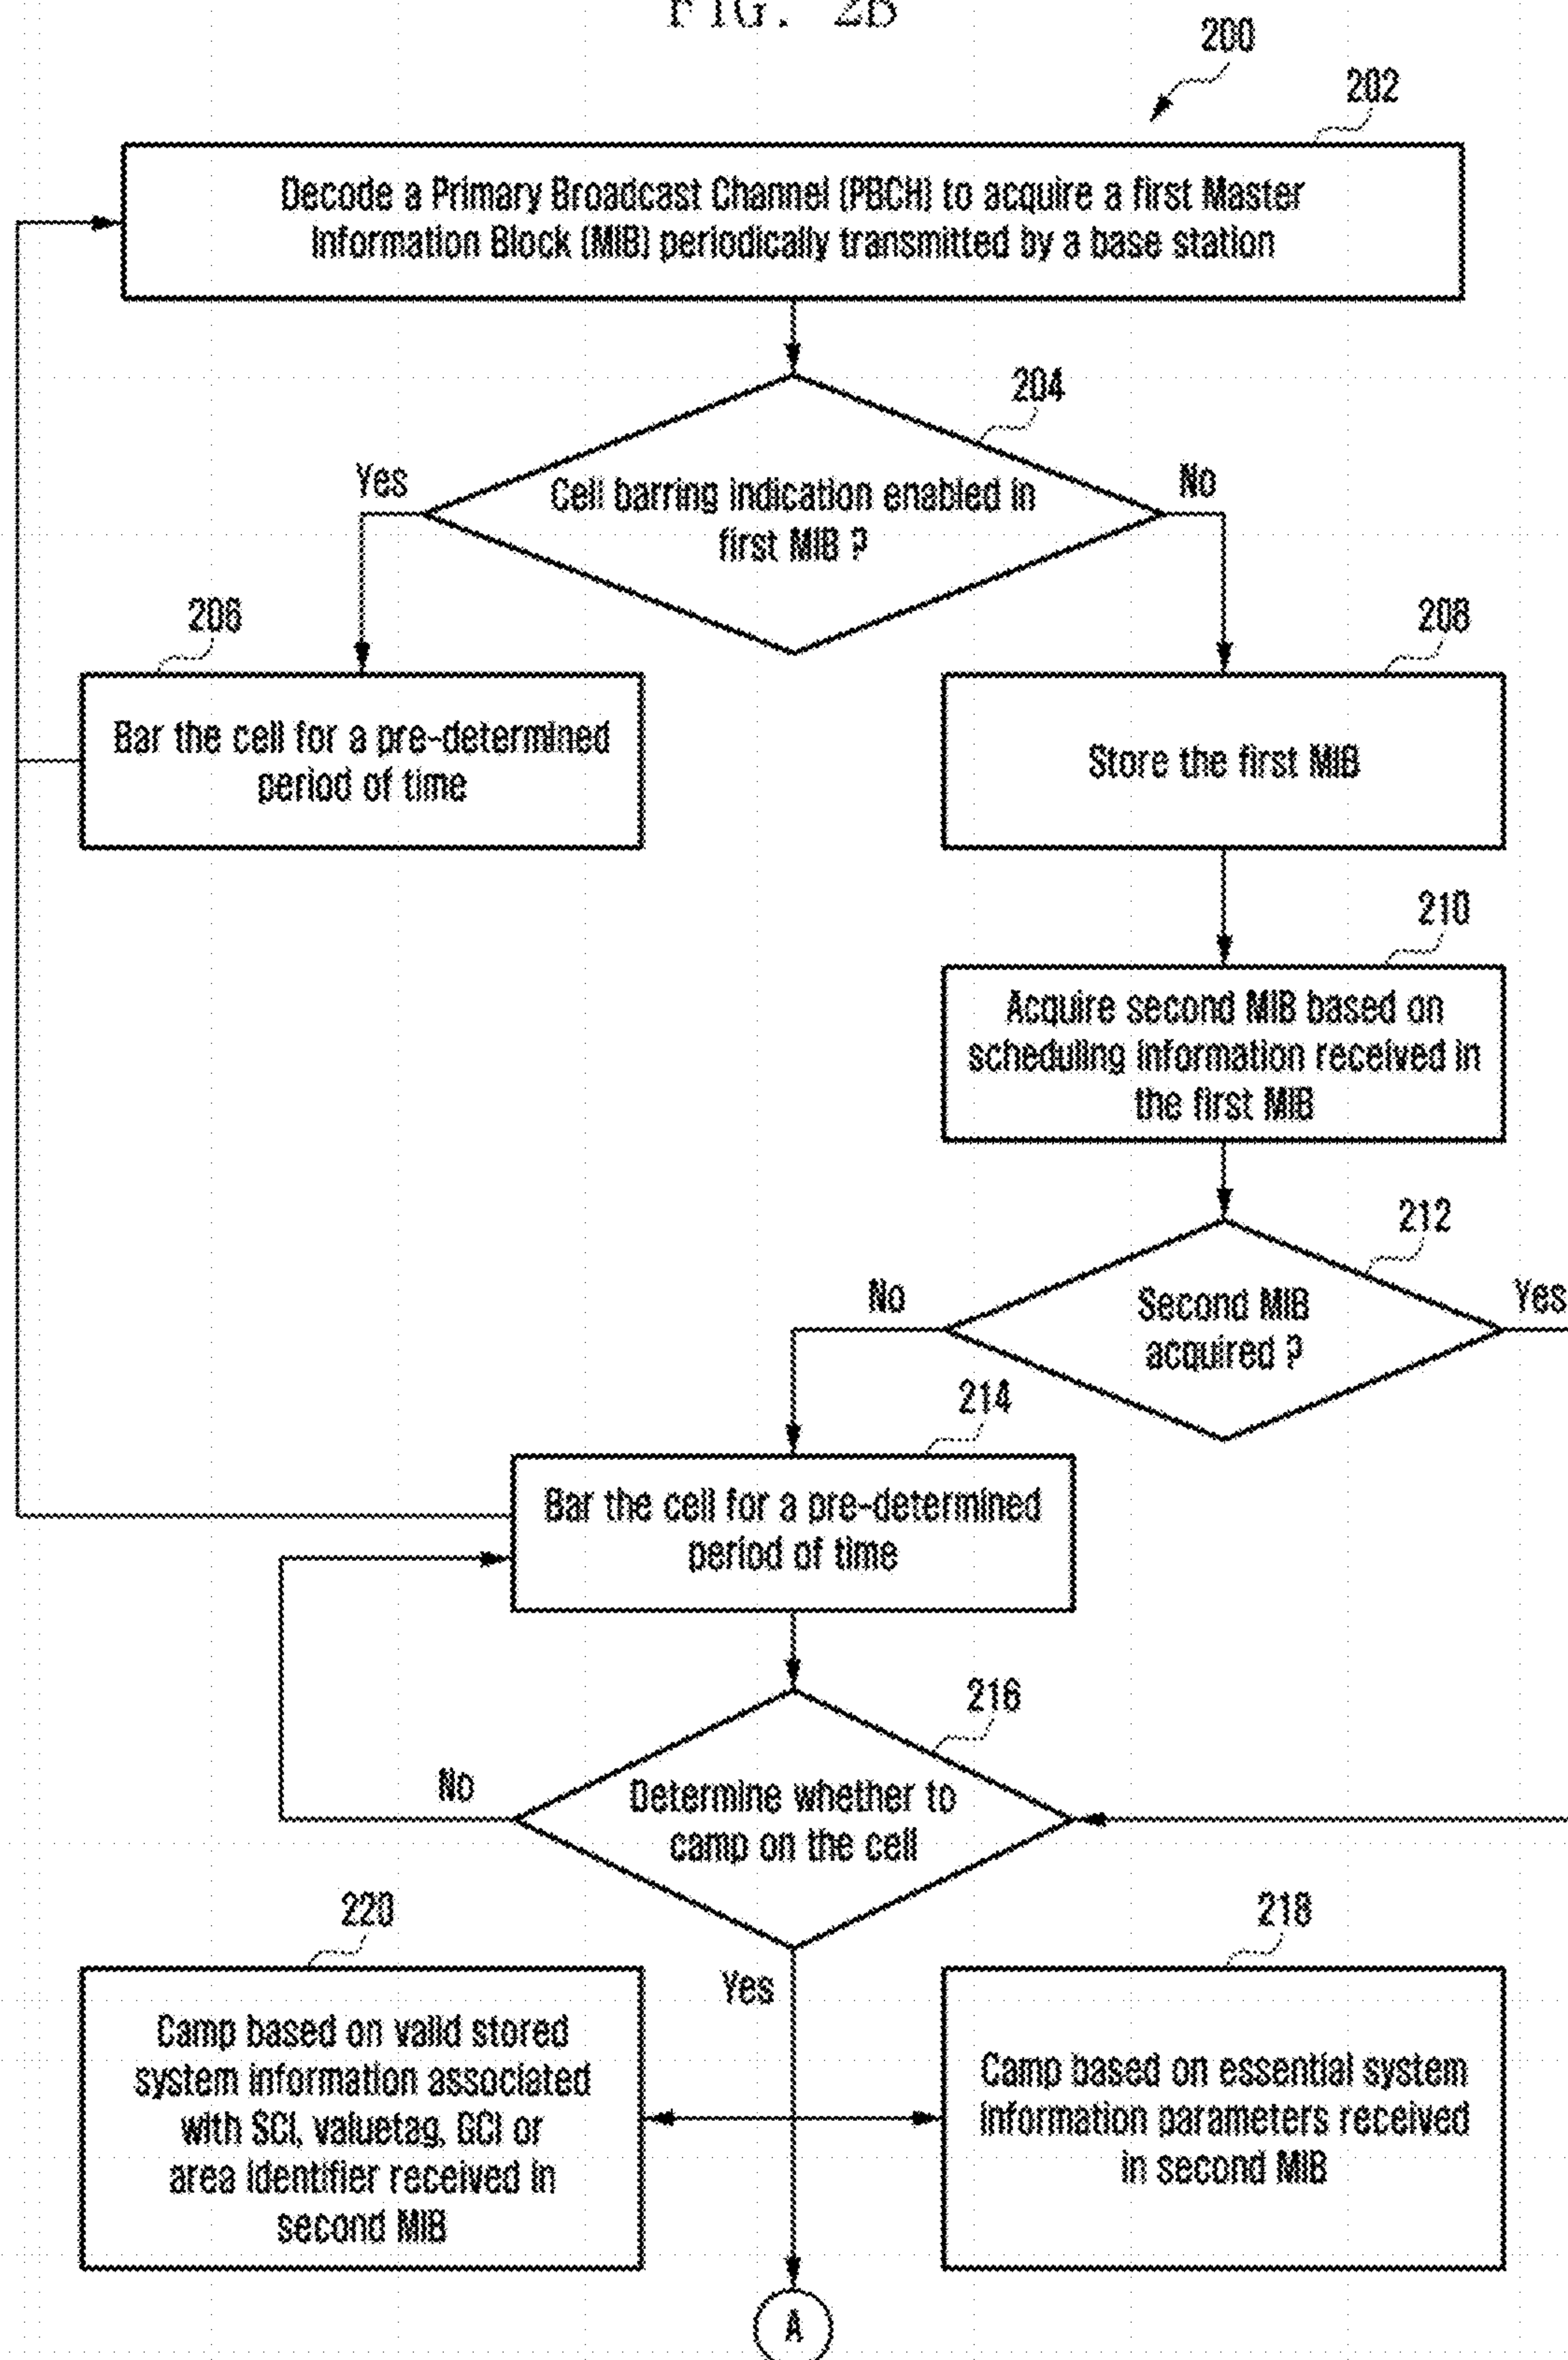 FIG. 2B
200
202
Decode a Primary Broadcast Channel (PBCH) to acquire a first Master
Information Block (MIB) periodically transmitted by a base station
204
Yes
No
Cell barring indication enabled in
first MIB ?
206
208
Bar the cell for a pre-determined
period of time
Store the first MIB
210
Acquire second MIB based on
scheduling information received in
the first MIB
212
No
Yes
Second MIB
acquired ?
214
Bar the cell for a pre-determined
period of time
216
No
Determine whether to
camp on the cell
220
218
Yes
Camp based on valid stored
system information associated
with SCI, valuetag, GCI or
area identifier received in
second MIB
Camp based on essential system
information parameters received
in second MIB
A